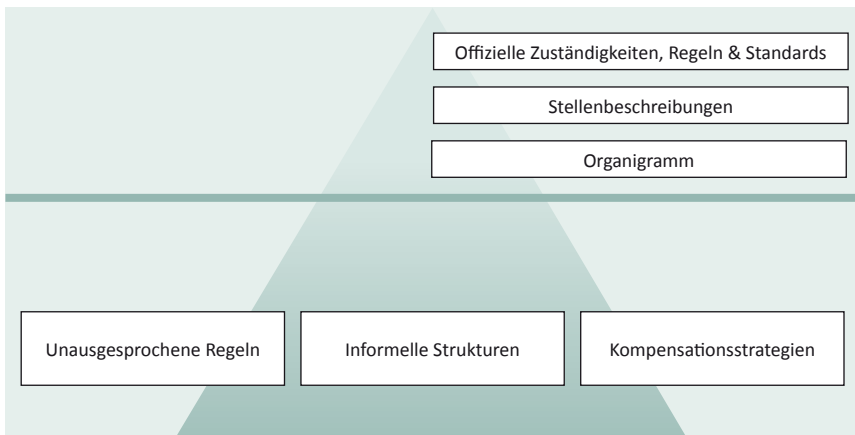 Offizielle Zuständigkeiten, Regeln & Standards
Stellenbeschreibungen
Organigramm
Unausgesprochene Regeln
Informelle Strukturen
Kompensationsstrategien